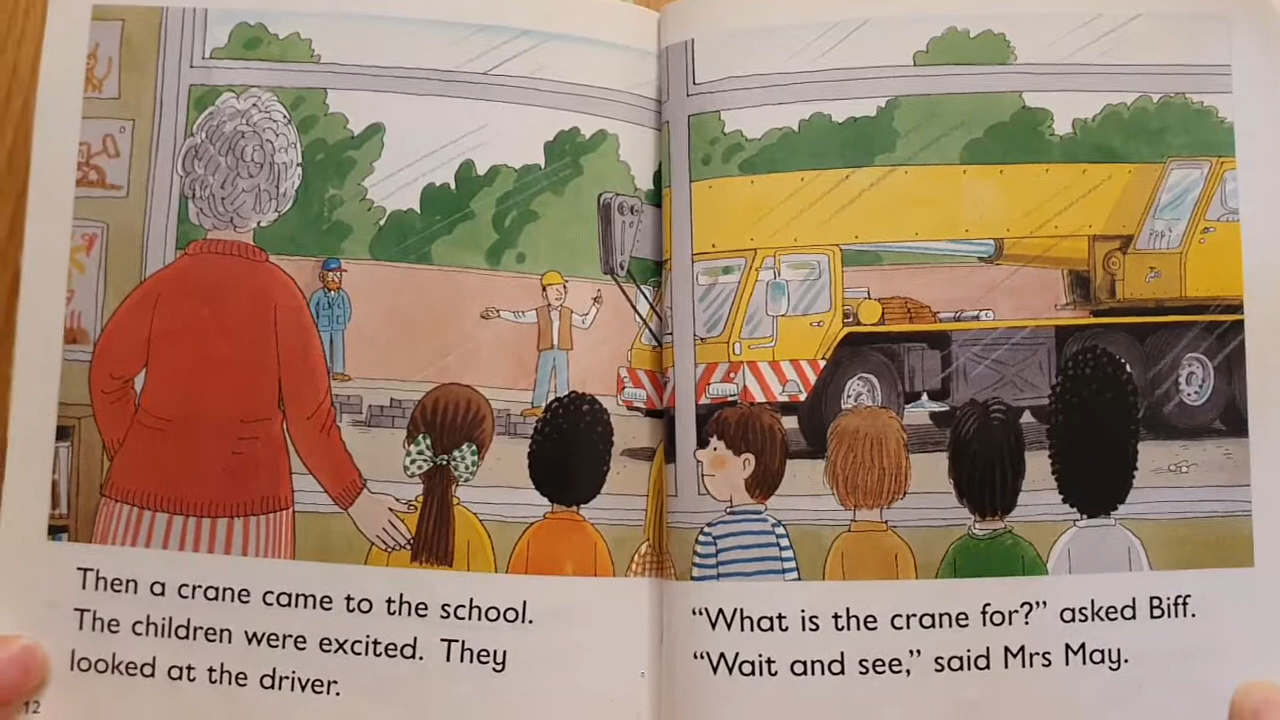 Then a crane came to the school.
The children were excited. They
looked at the driver.
12
“What is the crane for?” asked Biff.
“Wait and see,” said Mrs May.